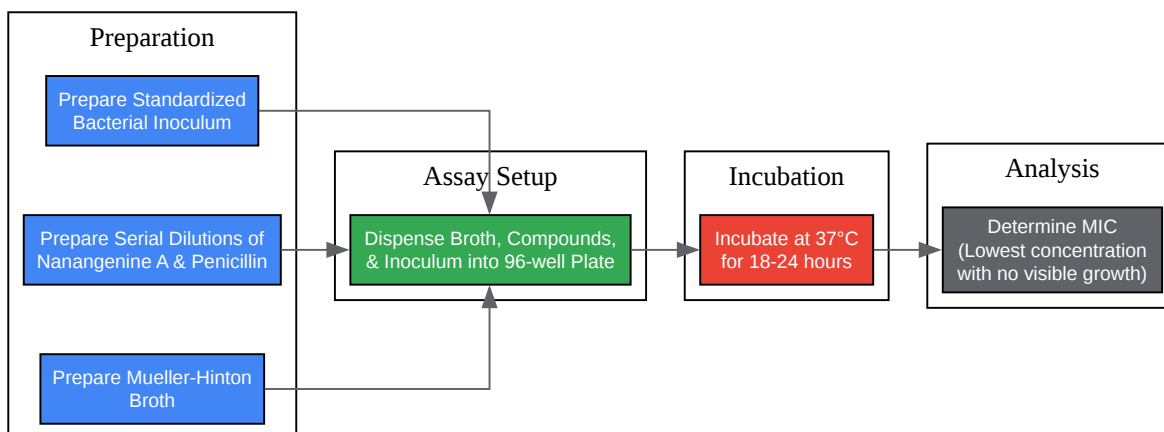 Preparation
Prepare Standardized
Bacterial Inoculum
Prepare Serial Dilutions of
Nanangenine A & Penicillin
Prepare Mueller-Hinton
Broth
Assay Setup
Dispense Broth, Compounds,
& Inoculum into 96-well Plate
Incubation
Incubate at 37°C
for 18-24 hours
Analysis
Determine MIC
(Lowest concentration
with no visible growth)